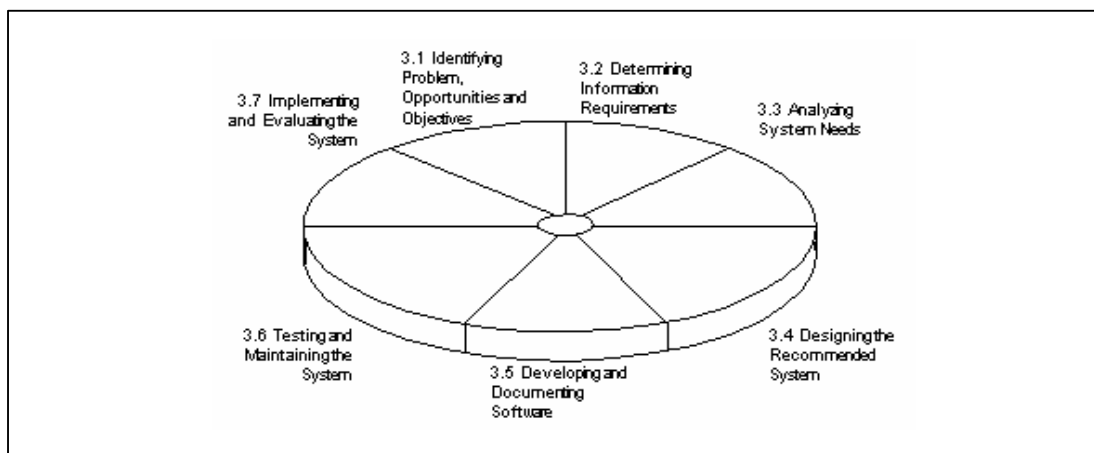 3.1 Identifying
Problem,
Opportunities and
Objectives
3.2 Determining
Information
Requirements
3.3 Analyzing
System Needs
3.4 Designing the
Recommended
System
3.5 Developing and
Documenting
Software
3.6 Testing and
Maintaining the
System
3.7 Implementing
and Evaluating the
System